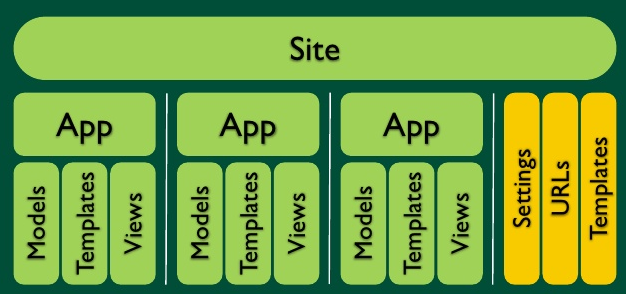 Site
App
Models
Templates
Views
App
Models
Templates
Views
App
Models
Templates
Views
Settings
URLs
Templates